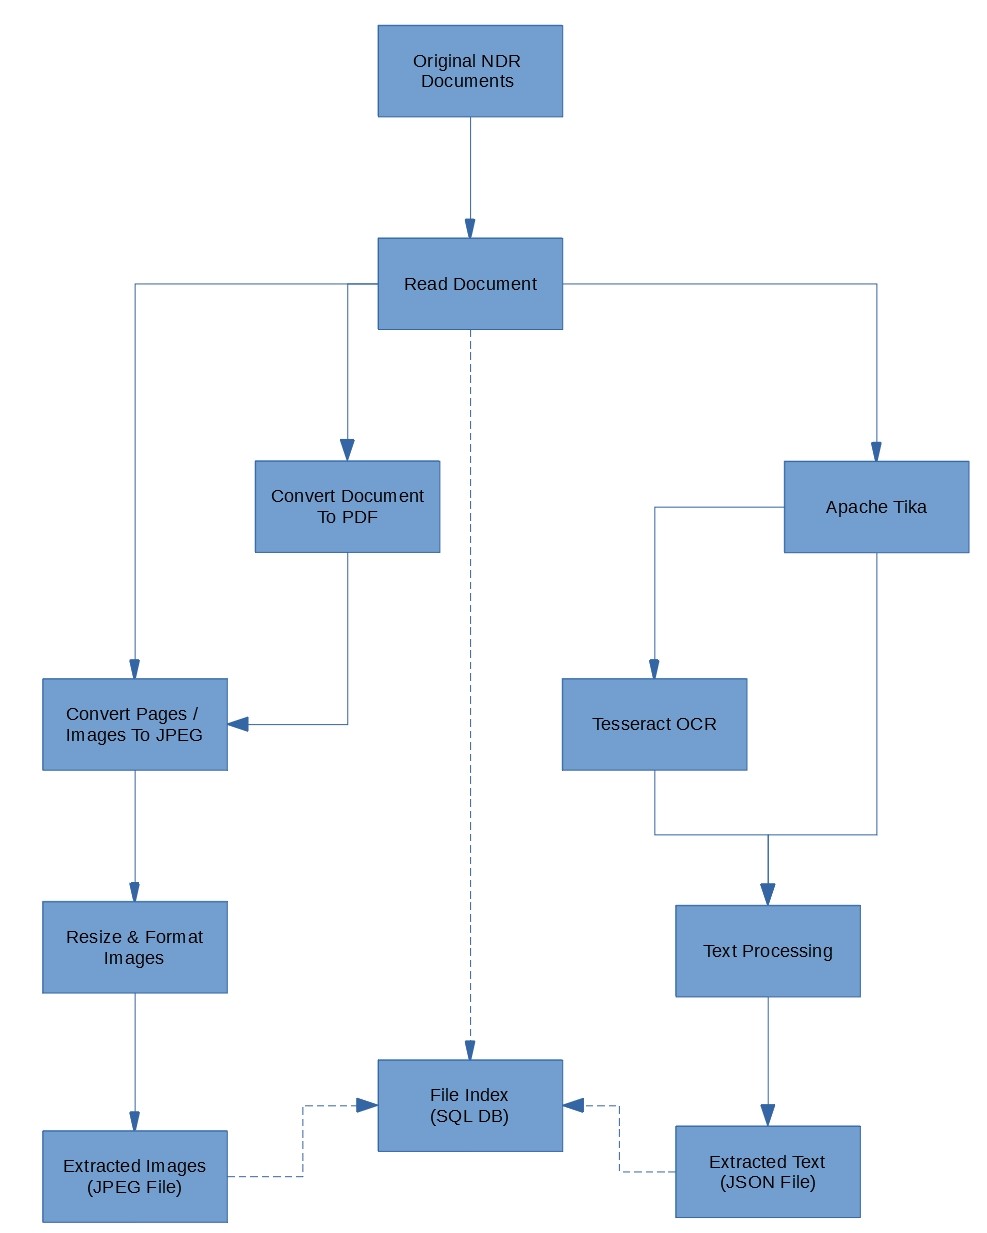 Original NDR
Documents
Read Document
Convert Document
To PDF
Apache Tika
Convert Pages /
Images To JPEG
Tesseract OCR
Resize & Format
Images
Text Processing
File Index
(SQL DB)
Extracted Images
(JPEG File)
Extracted Text
(JSON File)